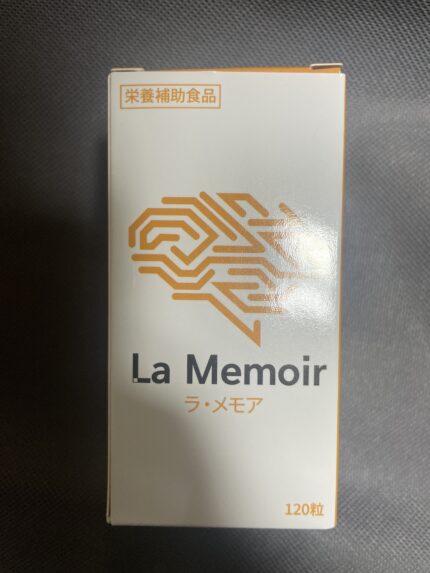 栄養補助食品
La Memoir
ラ・メモア
120粒